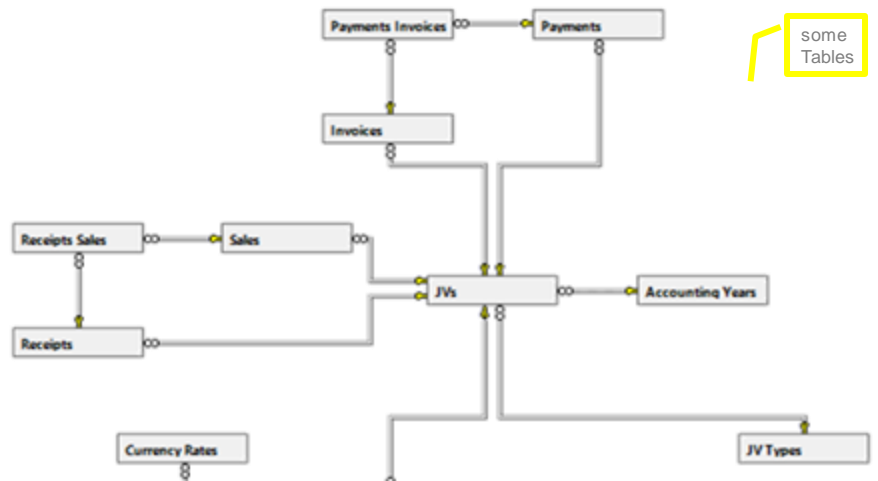 Payments Invoices
Payments
some
Tables
Invoices
Receipts Sales
Sales
JVs
Accounting Years
Receipts
Currency Rates
JV Types